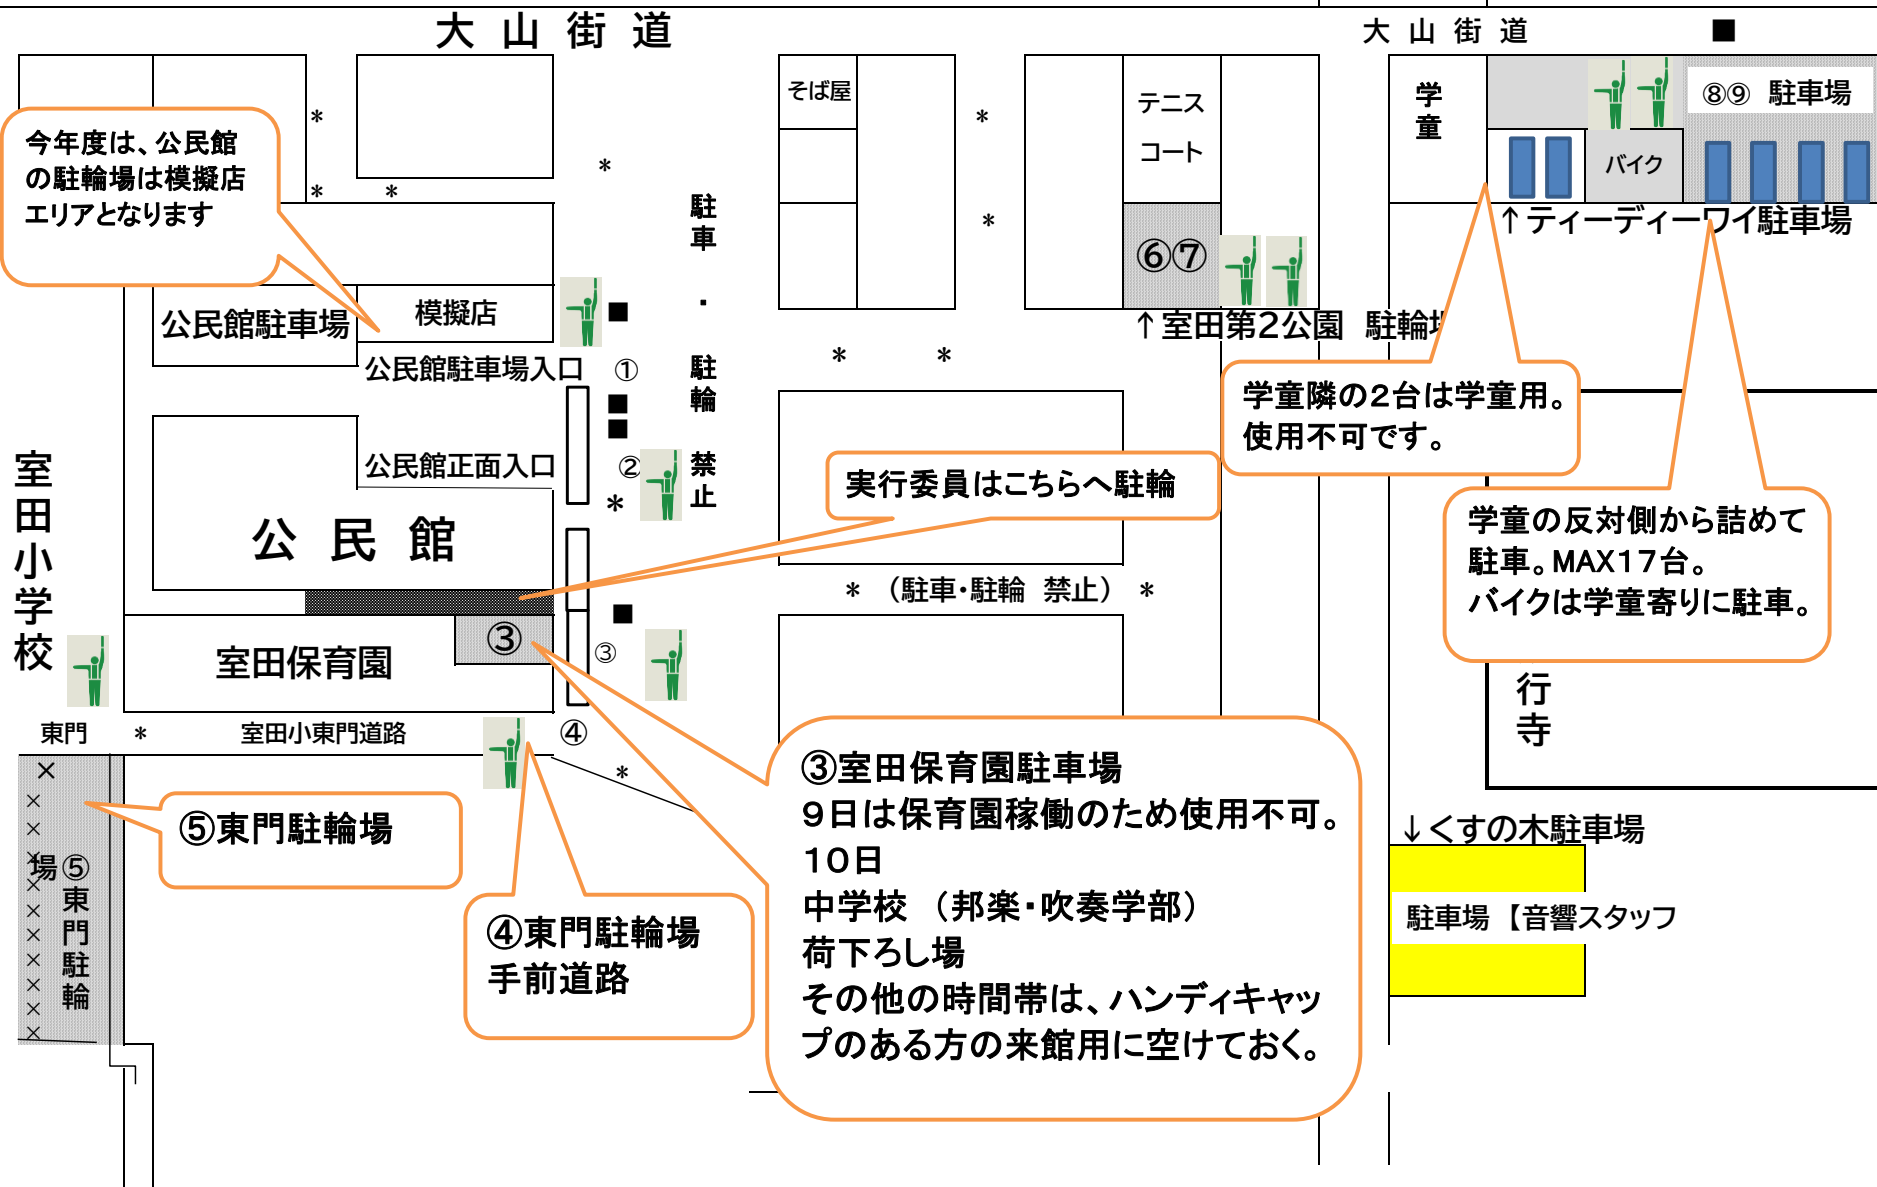 大山街道
大山街道
■
そば屋
テニス
コート
学童
⑧⑨ 駐車場
バイク
↑ティーディーワイ駐車場
今年度は、公民館
の駐輪場は模擬店
エリアとなります
*
*
*
*
*
*
駐車・駐輪禁止
⑥⑦
↑室田第2公園 駐輪
公民館駐車場
模擬店
■
公民館駐車場入口 ①
■
■
* *
学童隣の2台は学童用。
使用不可です。
公民館正面入口 ②
*
公民館
実行委員はこちらへ駐輪
学童の反対側から詰めて
駐車。MAX17台。
バイクは学童寄りに駐車。
室田小学校
* (駐車・駐輪 禁止) *
■
③
③
室田保育園
行寺
東門 * 室田小東門道路 ④
*
③室田保育園駐車場
9日は保育園稼働のため使用不可。
10日
中学校 (邦楽・吹奏学部)
荷下ろし場
その他の時間帯は、ハンディキャッ
プのある方の来館用に空けておく。
⑤東門駐輪場
④東門駐輪場
手前道路
×
×
×
×
×
×
×
×
×
×
×
⑤東門駐輪場
↓くすの木駐車場
駐車場【音響スタッフ